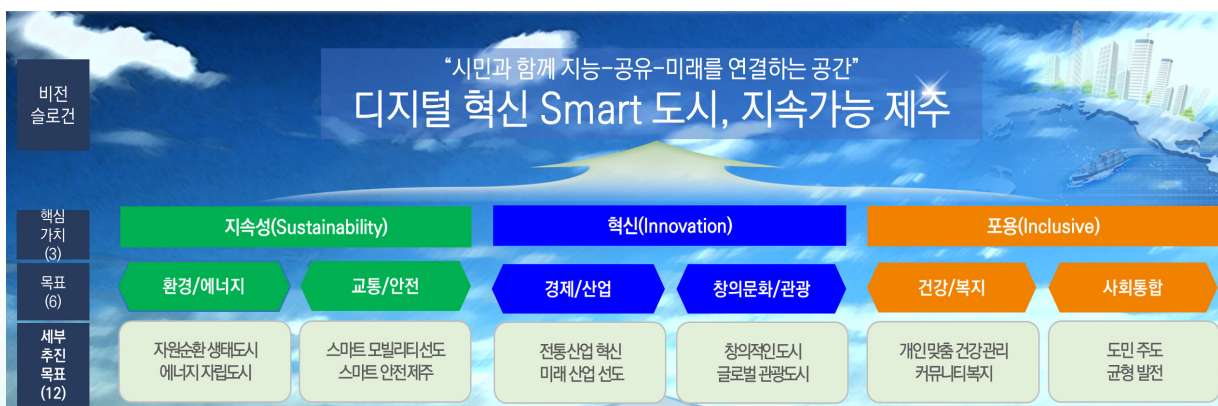 비전
슬로건
“시민과 함께 지능-공유-미래를 연결하는 공간”
디지털 혁신 Smart 도시, 지속가능 제주
핵심
가치
(3)
지속성(Sustainability)
혁신(Innovation)
포용(Inclusive)
목표
(6)
환경/에너지
교통/안전
경제/산업
창의문화/관광
건강/복지
사회통합
세부
추진
목표
(12)
자원순환 생태도시
에너지 자립도시
스마트 모빌리티 선도
스마트 안전 제주
전통 산업 혁신
미래 산업 선도
창의적인 도시
글로벌 관광도시
개인 맞춤 건강 관리
커뮤니티 복지
도민 주도
균형 발전